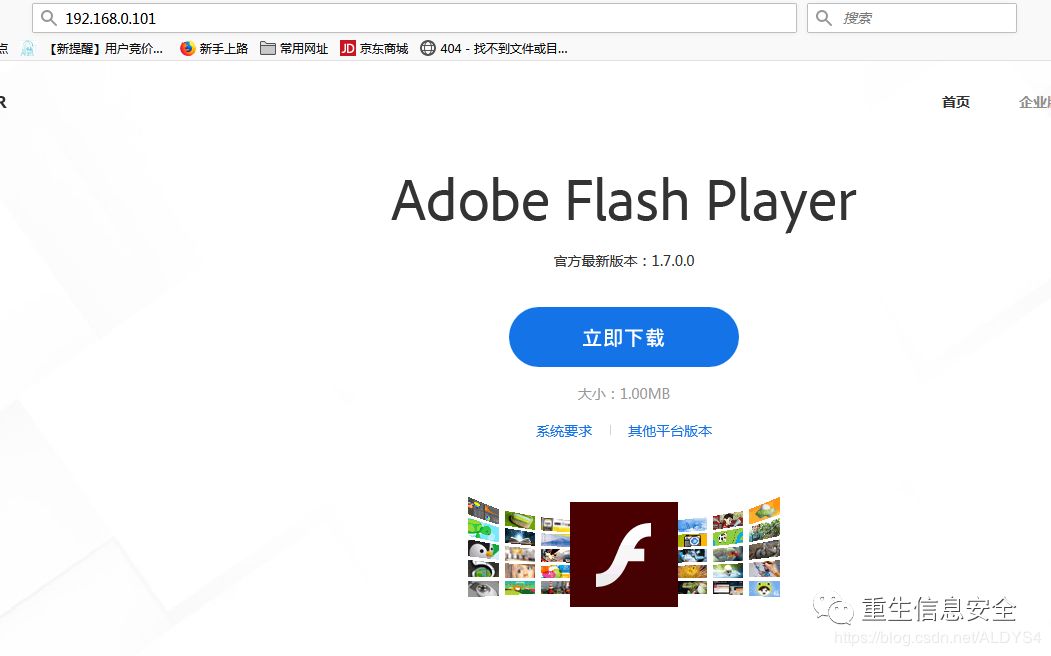 192.168.0.101
搜索
点 【新提醒】用户竞价... 新手上路 常用网址 JD 京东商城 404 - 找不到文件或目...
R 首页 企业版
Adobe Flash Player
官方最新版本：1.7.0.0
立即下载
大小：1.00MB
系统要求 | 其他平台版本
重生信息安全
https://blog.csdn.net/ALDYS4